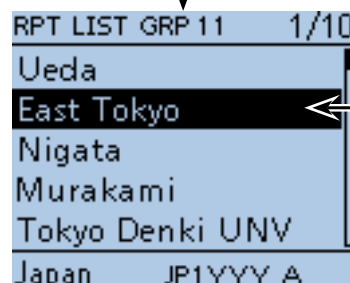 RPT LIST GRP 11 1/10
Ueda
East Tokyo
Nigata
Murakami
Tokyo Denki UNV
Japan JP1YYY A